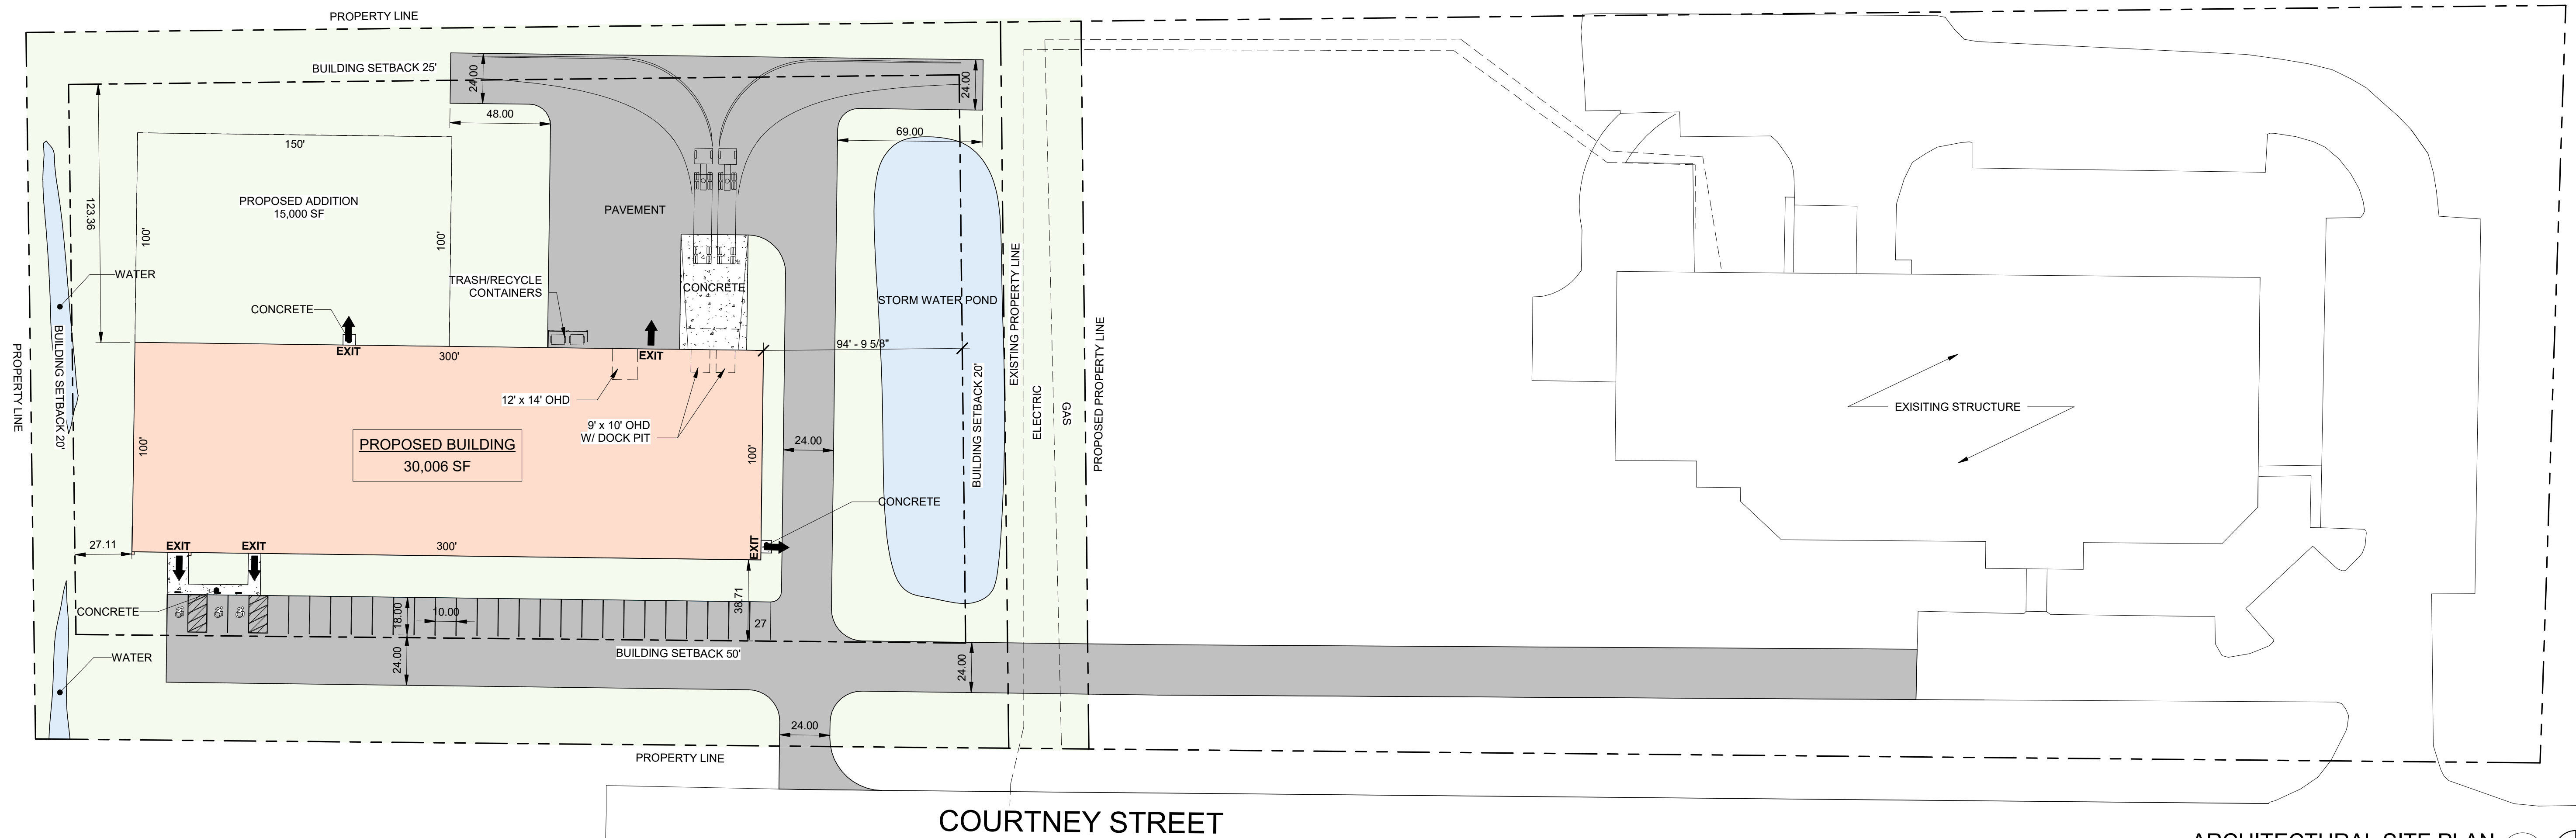 PROPERTY LINE
BUILDING SETBACK 25'
24.00
24.00
48.00
69.00
150'
123.36
PROPOSED ADDITION
15,000 SF
100'
100'
PAVEMENT
WATER
TRASH/RECYCLE
CONTAINERS
CONCRETE
CONCRETE
STORM WATER POND
EXISTING PROPERTY LINE
PROPOSED PROPERTY LINE
BUILDING SETBACK 20'
PROPERTY LINE
EXIT
300'
EXIT
94' - 9 5/8"
12' x 14' OHD
9' x 10' OHD
W/ DOCK PIT
BUILDING SETBACK 20'
ELECTRIC
GAS
EXISITING STRUCTURE
100'
PROPOSED BUILDING
30,006 SF
100'
24.00
CONCRETE
27.11
EXIT
EXIT
300'
EXIT
38.71
CONCRETE
18.00
10.00
27
WATER
24.00
BUILDING SETBACK 50'
24.00
24.00
PROPERTY LINE
COURTNEY STREET
ARCHITECTURAL SITE PLAN